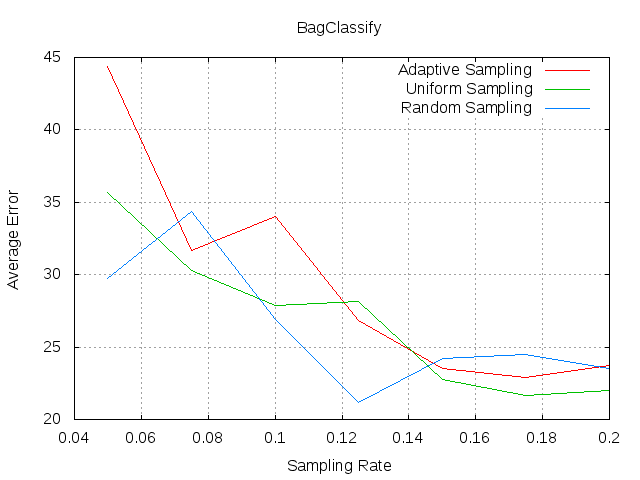 BagClassify
45
40
35
30
25
20
Average Error
Adaptive Sampling
Uniform Sampling
Random Sampling
0.04 0.06 0.08 0.1 0.12 0.14 0.16 0.18 0.2
Sampling Rate